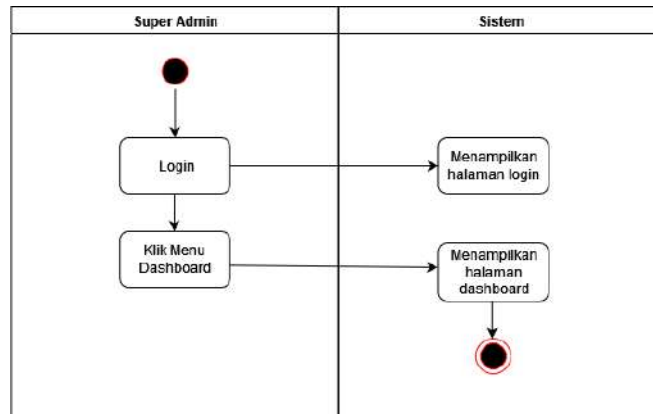 Super Admin
Sistem
Login
Menampilkan
halaman login
Klik Menu
Dashboard
Menampilkan
halaman
dashboard